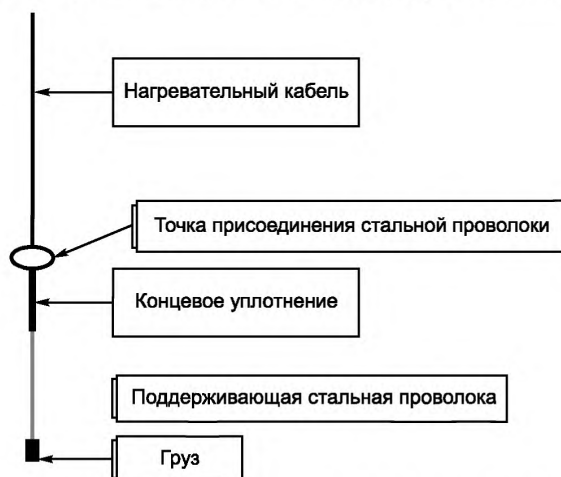 Нагревательный кабель
Точка присоединения стальной проволоки
Концевое уплотнение
Поддерживающая стальная проволока
Груз